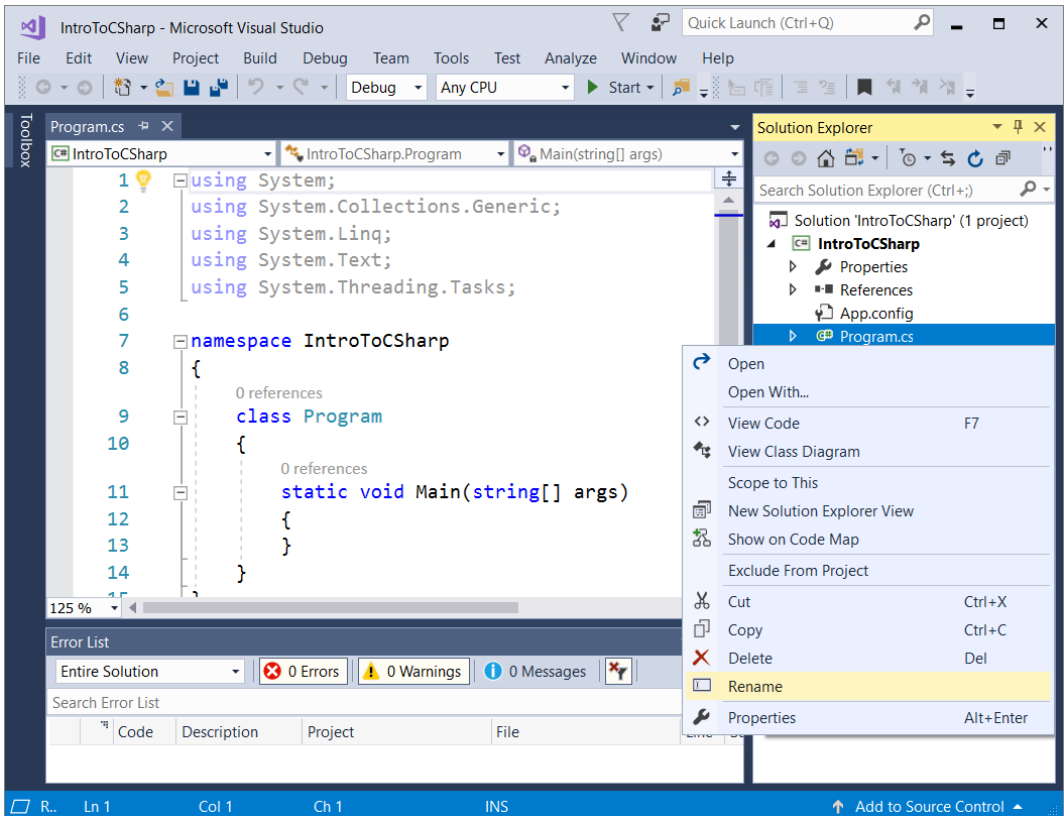 IntroToCSharp - Microsoft Visual Studio
Quick Launch (Ctrl+Q)
File Edit View Project Build Debug Team Tools Test Analyze Window Help
Debug Any CPU Start
Toolbox
Program.cs
IntroToCSharp IntroToCSharp.Program Main(string[] args)
1 using System;
2 using System.Collections.Generic;
3 using System.Linq;
4 using System.Text;
5 using System.Threading.Tasks;
6
7 namespace IntroToCSharp
8 {
0 references
9 class Program
10 {
0 references
11 static void Main(string[] args)
12 {
13 }
14 }
125 %
Solution Explorer
Search Solution Explorer (Ctrl+;)
Solution 'IntroToCSharp' (1 project)
C# IntroToCSharp
Properties
References
App.config
C# Program.cs
Open
Open With...
View Code F7
View Class Diagram
Scope to This
New Solution Explorer View
Show on Code Map
Exclude From Project
Cut Ctrl+X
Copy Ctrl+C
Delete Del
Rename
Properties Alt+Enter
Error List
Entire Solution 0 Errors 0 Warnings 0 Messages
Search Error List
Code Description Project File
R.. Ln 1 Col 1 Ch 1 INS Add to Source Control